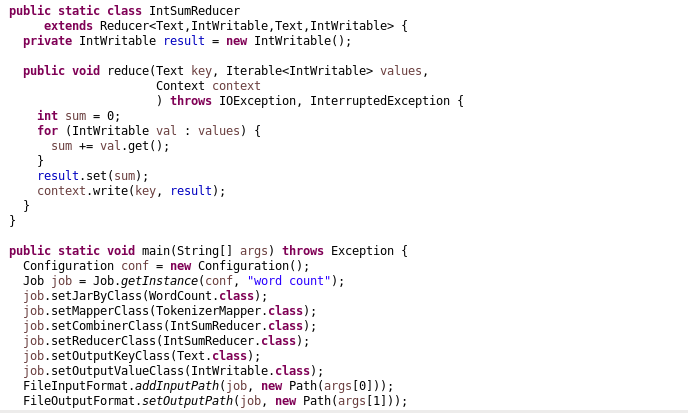 public static class IntSumReducer
     extends Reducer<Text,IntWritable,Text,IntWritable> {
  private IntWritable result = new IntWritable();

  public void reduce(Text key, Iterable<IntWritable> values,
                     Context context
                     ) throws IOException, InterruptedException {
    int sum = 0;
    for (IntWritable val : values) {
      sum += val.get();
    }
    result.set(sum);
    context.write(key, result);
  }
}

public static void main(String[] args) throws Exception {
  Configuration conf = new Configuration();
  Job job = Job.getInstance(conf, "word count");
  job.setJarByClass(WordCount.class);
  job.setMapperClass(TokenizerMapper.class);
  job.setCombinerClass(IntSumReducer.class);
  job.setReducerClass(IntSumReducer.class);
  job.setOutputKeyClass(Text.class);
  job.setOutputValueClass(IntWritable.class);
  FileInputFormat.addInputPath(job, new Path(args[0]));
  FileOutputFormat.setOutputPath(job, new Path(args[1]));